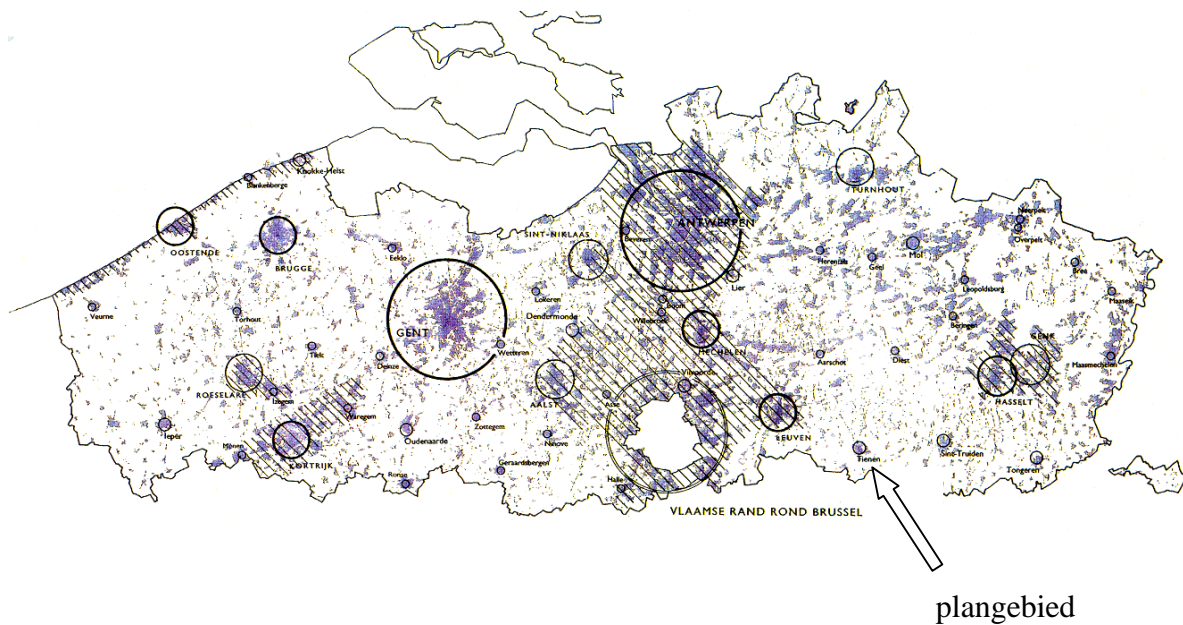 Knokke-Heist
Blankenberge
TURNHOUT
Neerpelt
OOSTENDE
BRUGGE
SINT-NIKLAAS
ANTWERPEN
Beveren
Overpelt
Eeklo
Herentals
Geel
Mol
Bree
Lier
Leopoldsburg
Maaseik
Veurne
Torhout
Lokeren
Boom
Willebroek
Beringen
Dendermonde
GENT
Wetteren
MECHELEN
GENK
Tielt
Deinze
Aarschot
Diest
Maasmechelen
Vilvoorde
ROESELARE
Izegem
AALST
Asse
HASSELT
Waregem
Ieper
Menen
KORTRIJK
Oudenaarde
Zottegem
Ninove
LEUVEN
Tienen
Sint-Truiden
Tongeren
Ronse
Geraardsbergen
Halle
VLAAMSE RAND ROND BRUSSEL
plangebied